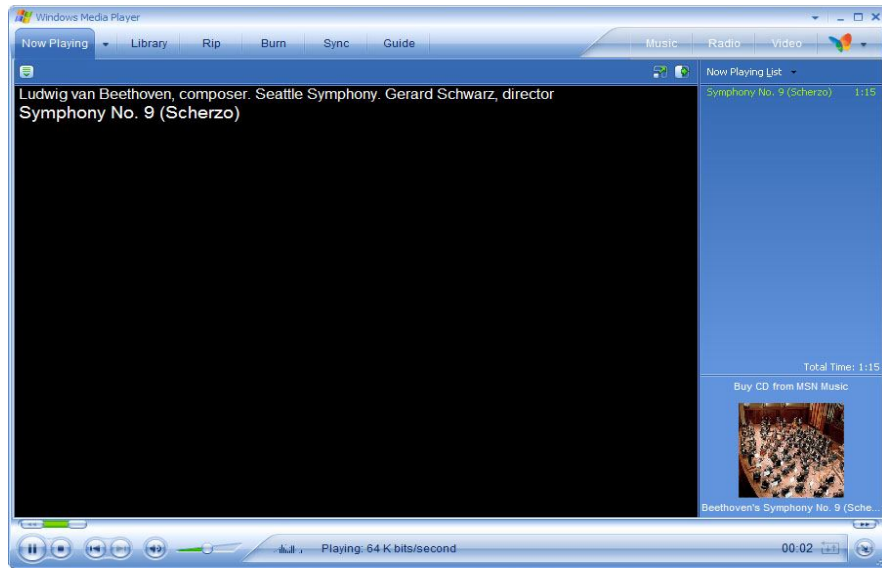 Windows Media Player
Now Playing Library Rip Burn Sync Guide Music Radio Video
Now Playing List
Ludwig van Beethoven, composer. Seattle Symphony. Gerard Schwarz, director
Symphony No. 9 (Scherzo)
Symphony No. 9 (Scherzo) 1:15
Total Time: 1:15
Buy CD from MSN Music
Beethoven's Symphony No. 9 (Sche...
Playing: 64 K bits/second 00:02